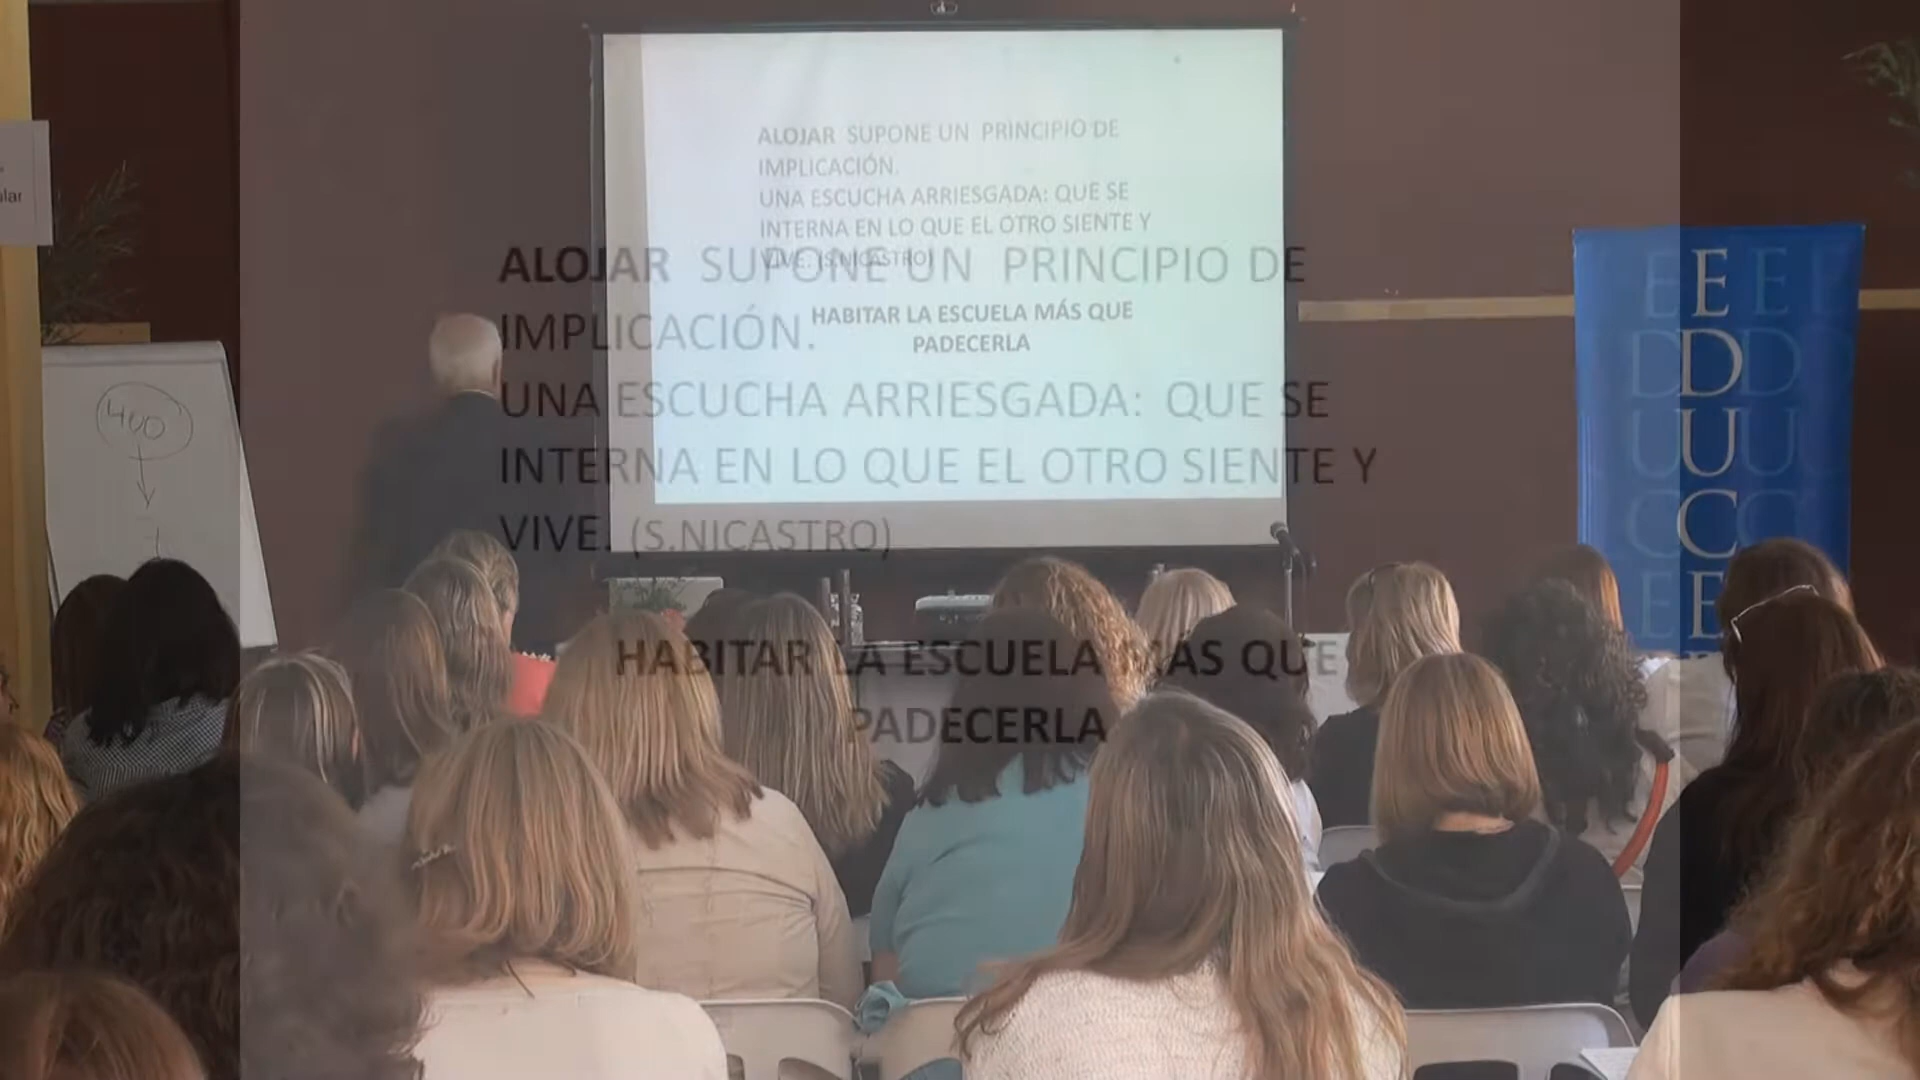 ALOJAR SUPONE UN PRINCIPIO DE
IMPLICACIÓN.
UNA ESCUCHA ARRIESGADA: QUE SE
INTERNA EN LO QUE EL OTRO SIENTE Y
VIVE. (S.NICASTRO)
HABITAR LA ESCUELA MÁS QUE
PADECERLA
ALOJAR SUPONE UN PRINCIPIO DE
IMPLICACIÓN.
UNA ESCUCHA ARRIESGADA: QUE SE
INTERNA EN LO QUE EL OTRO SIENTE Y
VIVE. (S.NICASTRO)
HABITAR LA ESCUELA MÁS QUE
PADECERLA
400
EDUCE